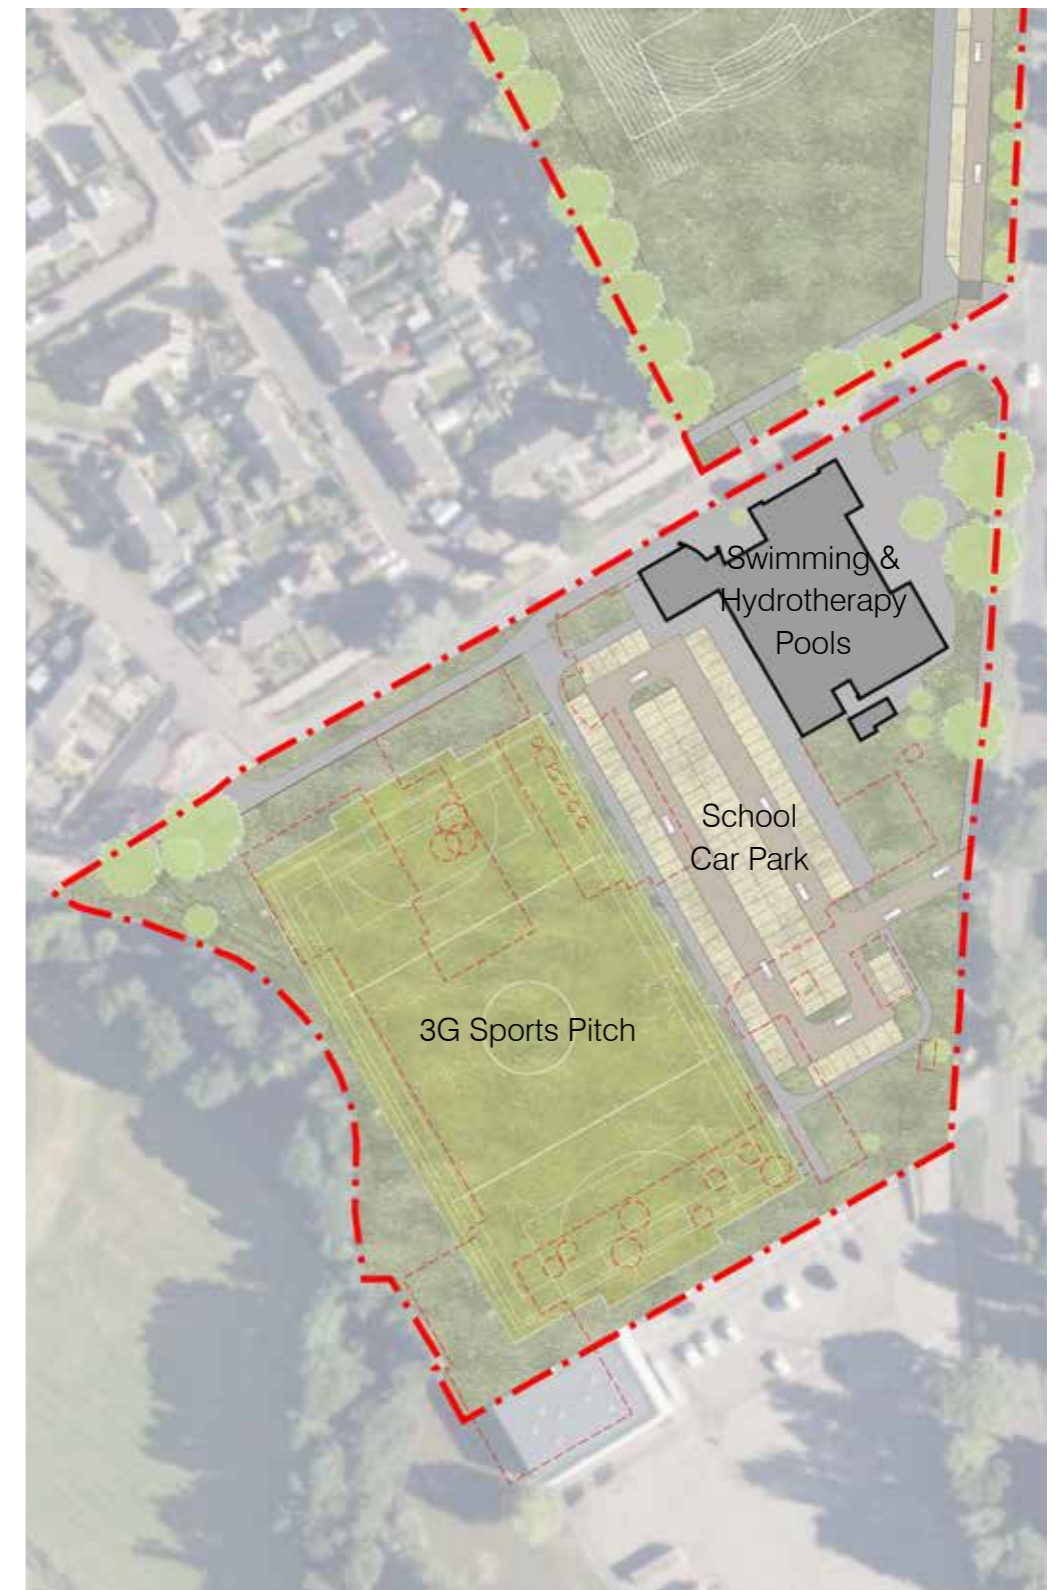 Swimming &
Hydrotherapy
Pools
School
Car Park
3G Sports Pitch